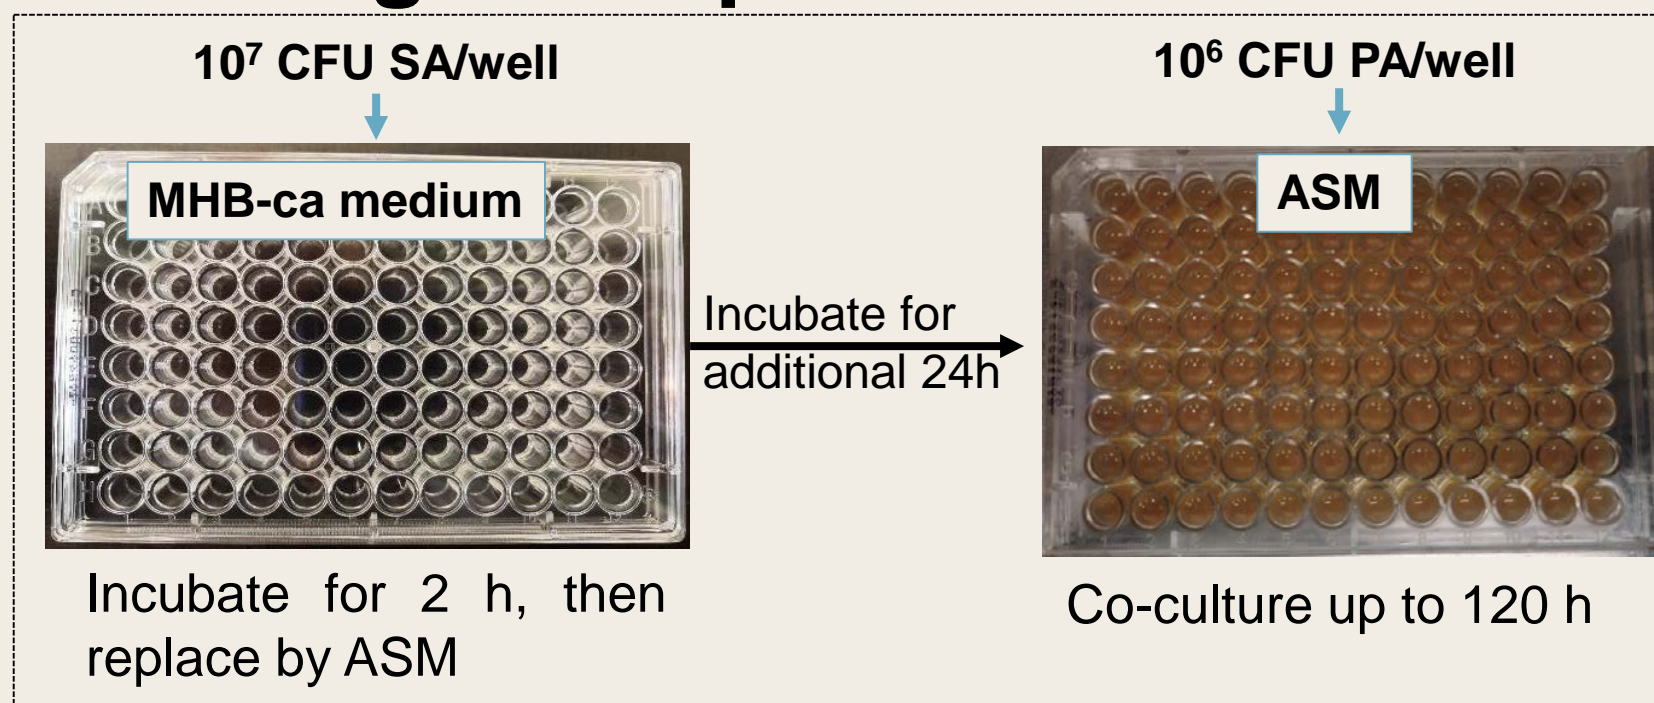 10⁷ CFU SA/well
10⁶ CFU PA/well
MHB-ca medium
ASM
A
B
C
D
E
F
G
H
Incubate for
additional 24h
Incubate for 2 h, then
replace by ASM
Co-culture up to 120 h